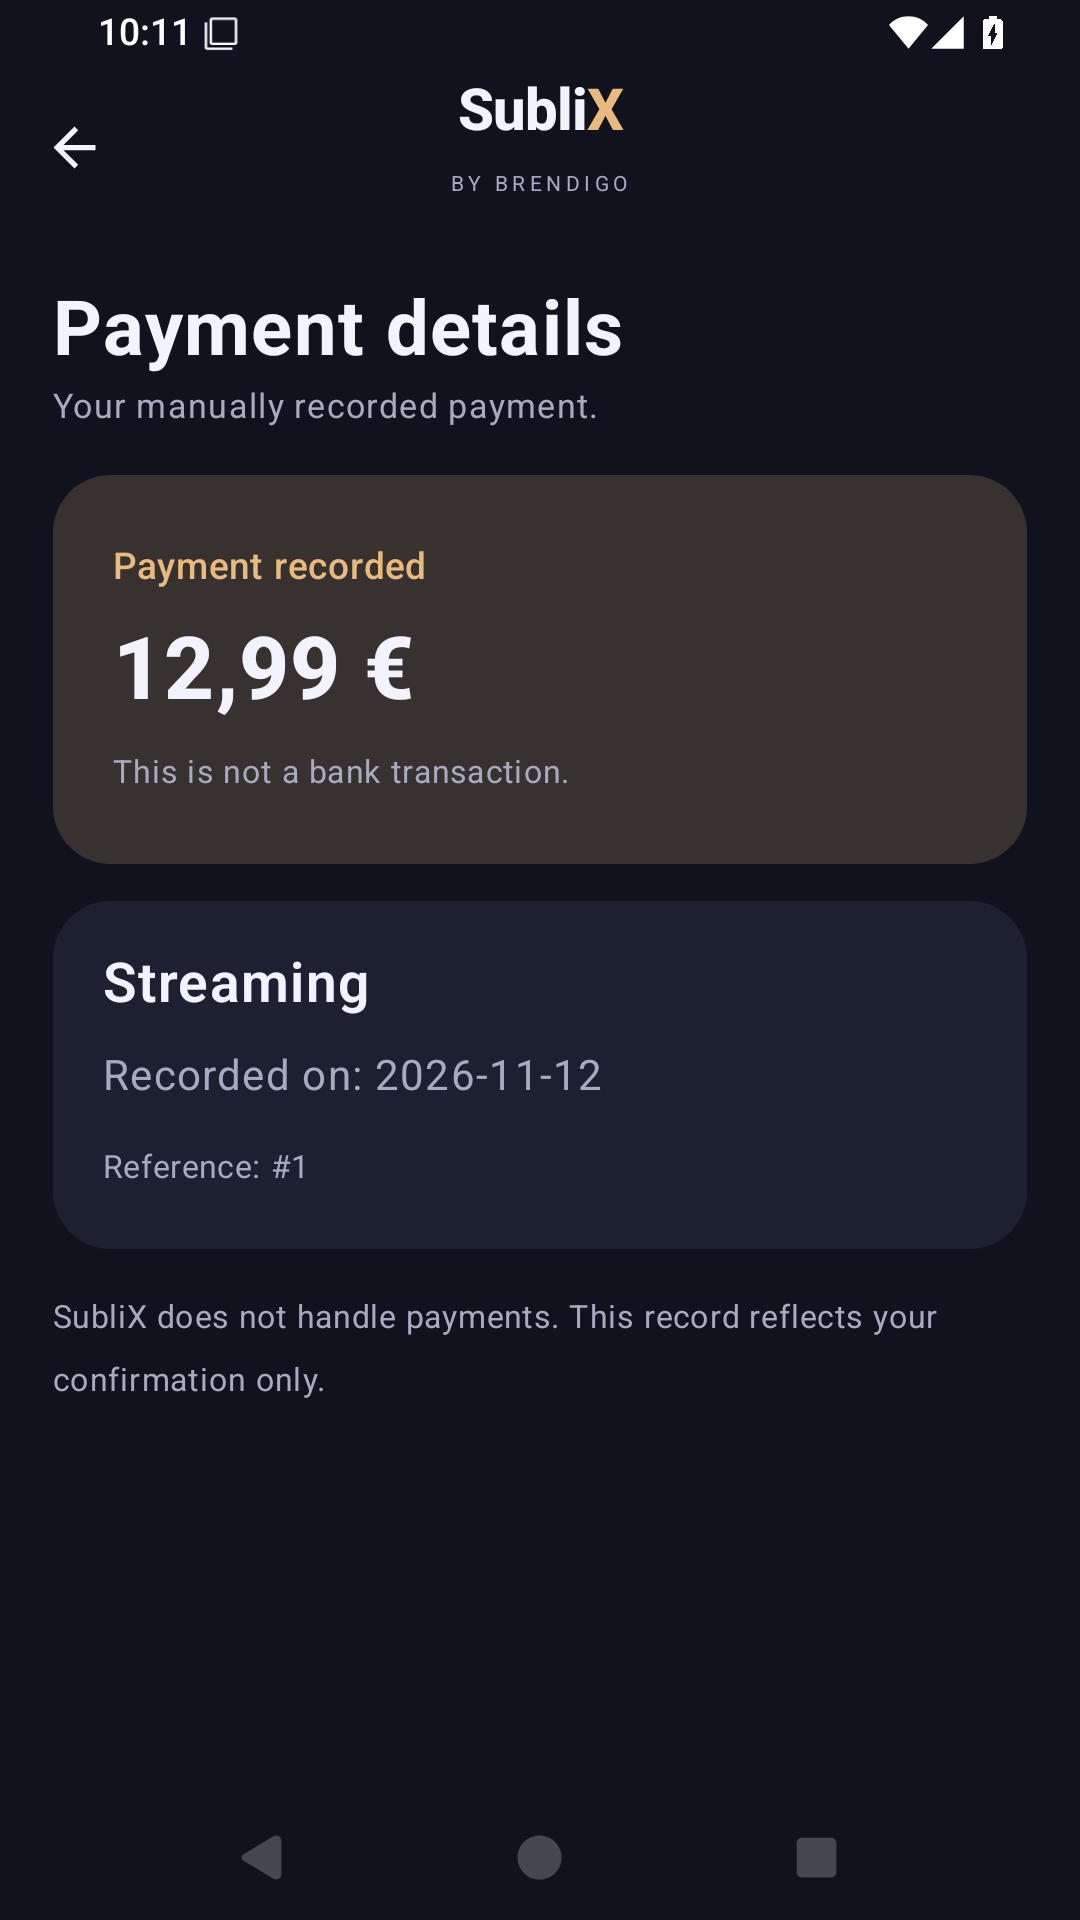 10:11
SubliX
BY BRENDIGO
Payment details
Your manually recorded payment.
Payment recorded
12,99 €
This is not a bank transaction.
Streaming
Recorded on: 2026-11-12
Reference: #1
SubliX does not handle payments. This record reflects your
confirmation only.